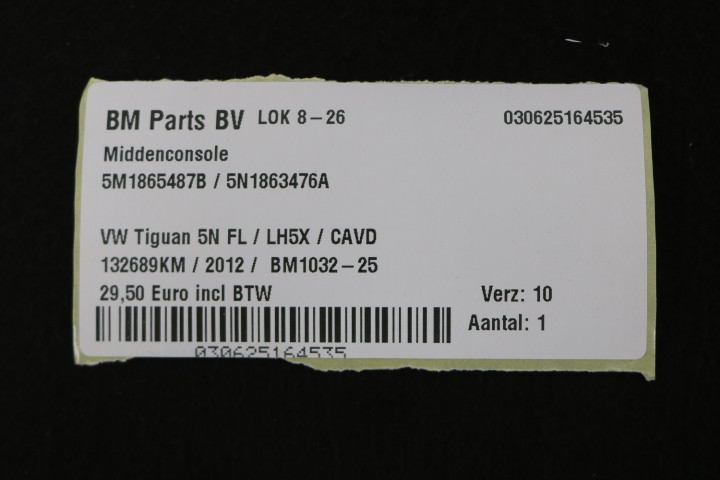 BM Parts BV LOK 8-26 030625164535
Middenconsole
5M1865487B / 5N1863476A
VW Tiguan 5N FL / LH5X / CAVD
132689KM / 2012 / BM1032-25
29,50 Euro incl BTW Verz: 10
Aantal: 1
030625164535